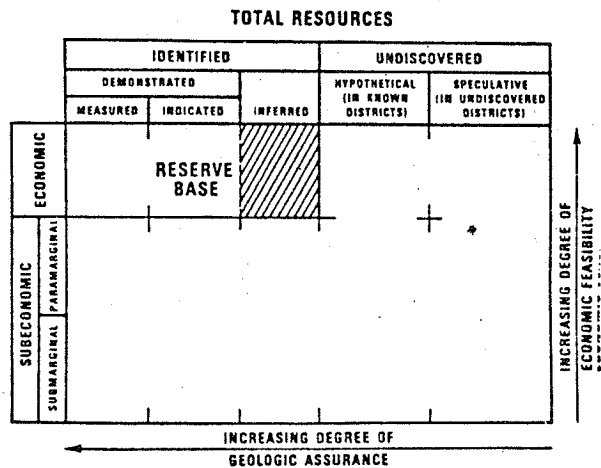 TOTAL RESOURCES
IDENTIFIED
UNDISCOVERED
DEMONSTRATED
INFERRED
HYPOTHETICAL
(IN KNOWN
DISTRICTS)
SPECULATIVE
(IN UNDISCOVERED
DISTRICTS)
MEASURED
INDICATED
ECONOMIC
RESERVE
BASE
SUBECONOMIC
PARAMARGINAL
SUBMARGINAL
INCREASING DEGREE OF
ECONOMIC FEASIBILITY
INCREASING DEGREE OF
GEOLOGIC ASSURANCE